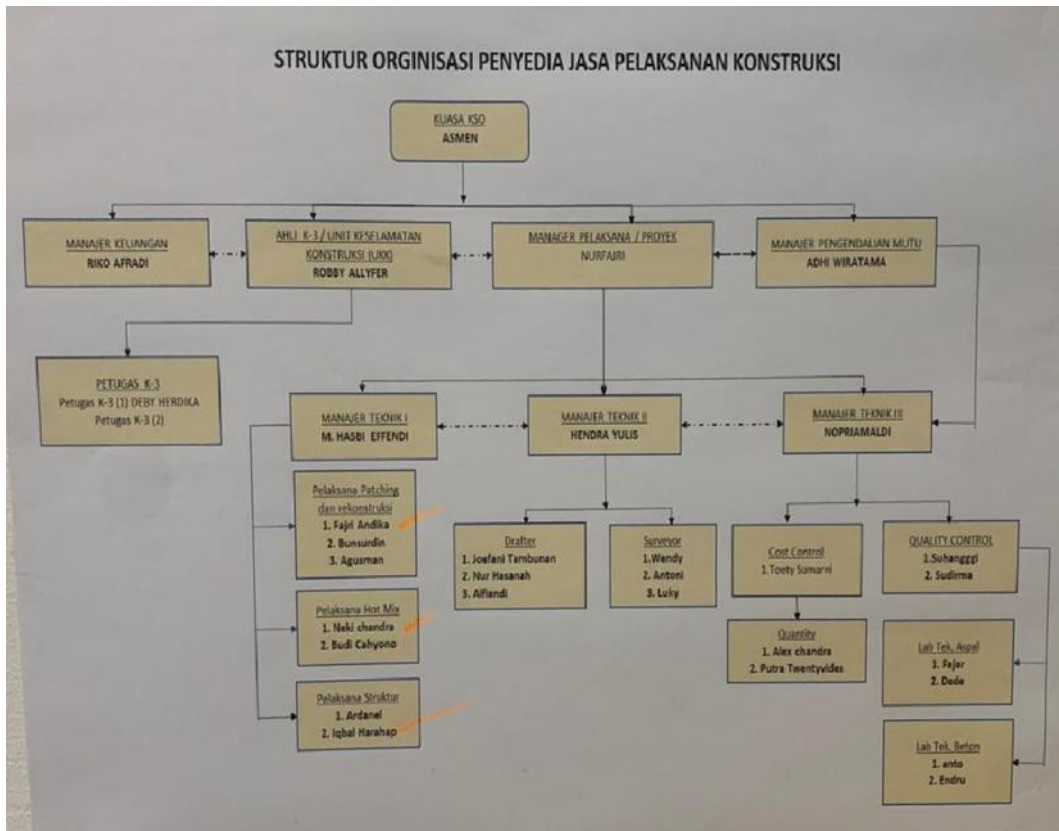 STRUKTUR ORGINISASI PENYEDIA JASA PELAKSANAN KONSTRUKSI
KUASA KSO
ASMEN
MANAJER KEUANGAN
RIKO AFRADI
AHLI K-3 / UNIT KESELAMATAN
KONSTRUKSI (UKK)
ROBBY ALLYFER
MANAGER PELAKSANA / PROYEK
NURFAJRI
MANAJER PENGENDALIAN MUTU
ADHI WIRATAMA
PETUGAS K-3
Petugas K-3 (1) DEBY HERDIKA
Petugas K-3 (2)
MANAJER TEKNIK I
M. HASBI EFFENDI
MANAJER TEKNIK II
HENDRA YULIS
MANAJER TEKNIK III
NOPRIAMALDI
Pelaksana Patching
dan rekonstruksi
1. Fajri Andika
2. Bunsurdin
3. Agusman
Pelaksana Hot Mix
1. Neki chandra
2. Budi Cahyono
Pelaksana Struktur
1. Ardanel
2. Iqbal Harahap
Drafter
1. Joefani Tambunan
2. Nur Hasanah
3. Alfiandi
Surveyor
1.Wendy
2. Antoni
3. Luky
Cost Control
1.Toety Sumarni
Quantity
1. Alex chandra
2. Putra Twentyvides
QUALITY CONTROL
1.Suhangggi
2. Sudirma
Lab Tek. Aspal
1. Fajar
2. Dede
Lab Tek. Beton
1. anto
2. Endru